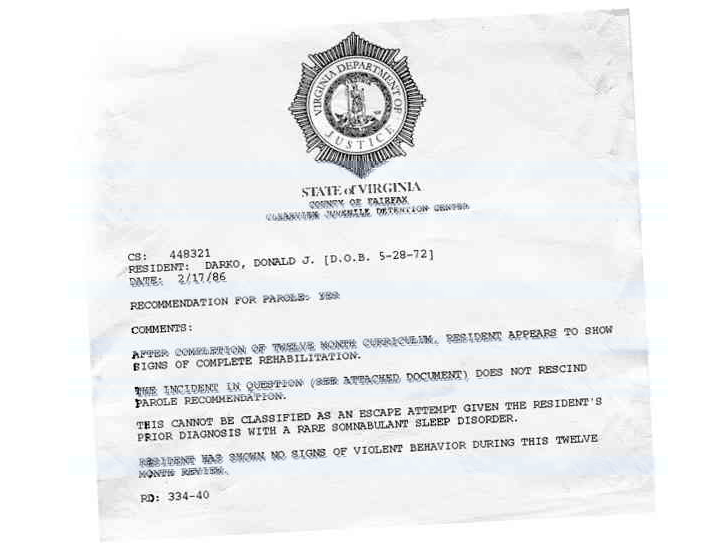 VIRGINIA DEPARTMENT OF
JUSTICE
STATE of VIRGINIA
COUNTY OF FAIRFAX
CLEARVIEW JUVENILE DETENTION CENTER
CS: 448321
RESIDENT: DARKO, DONALD J. [D.O.B. 5-28-72]
DATE: 2/17/86
RECOMMENDATION FOR PAROLE: YES
COMMENTS:
AFTER COMPLETION OF TWELVE MONTH CURRICULUM, RESIDENT APPEARS TO SHOW
SIGNS OF COMPLETE REHABILITATION.
THE INCIDENT IN QUESTION (SEE ATTACHED DOCUMENT) DOES NOT RESCIND
PAROLE RECOMMENDATION.
THIS CANNOT BE CLASSIFIED AS AN ESCAPE ATTEMPT GIVEN THE RESIDENT'S
PRIOR DIAGNOSIS WITH A RARE SOMNABULANT SLEEP DISORDER.
RESIDENT HAS SHOWN NO SIGNS OF VIOLENT BEHAVIOR DURING THIS TWELVE
MONTH REVIEW.
RD: 334-40